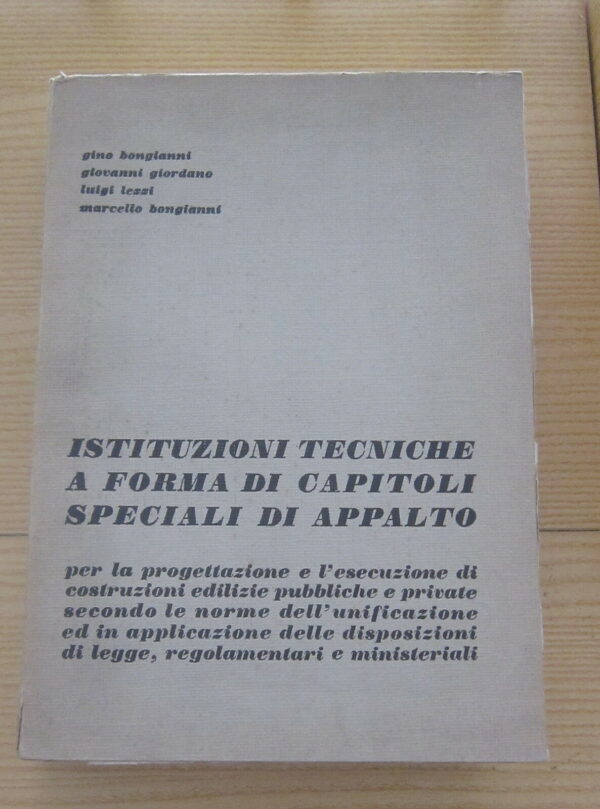 gino bongianni
giovanni giordano
luigi lezzi
marcello bongianni
ISTITUZIONI TECNICHE
A FORMA DI CAPITOLI
SPECIALI DI APPALTO
per la progettazione e l'esecuzione di
costruzioni edilizie pubbliche e private
secondo le norme dell'unificazione
ed in applicazione delle disposizioni
di legge, regolamentari e ministeriali